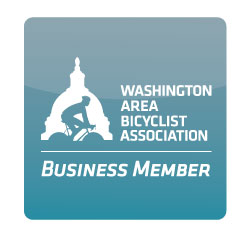 WASHINGTON
AREA
BICYCLIST
ASSOCIATION
BUSINESS MEMBER